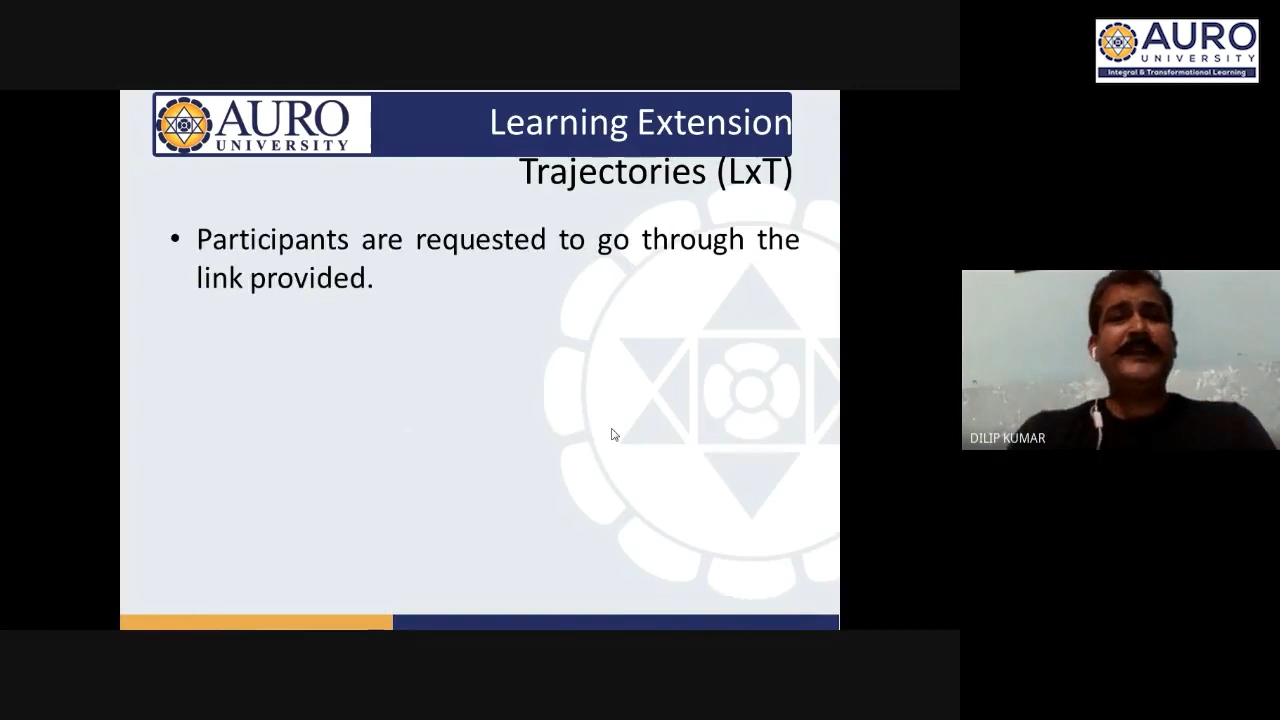 AURO
UNIVERSITY
Integral & Transformational Learning
AURO
UNIVERSITY
Learning Extension
Trajectories (LxT)
• Participants are requested to go through the
link provided.
DILIP KUMAR